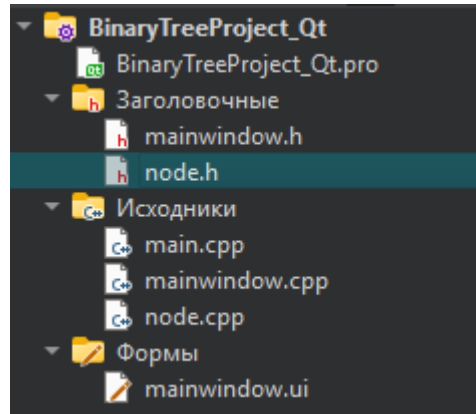 BinaryTreeProject_Qt
BinaryTreeProject_Qt.pro
Заголовочные
mainwindow.h
node.h
Исходники
main.cpp
mainwindow.cpp
node.cpp
Формы
mainwindow.ui